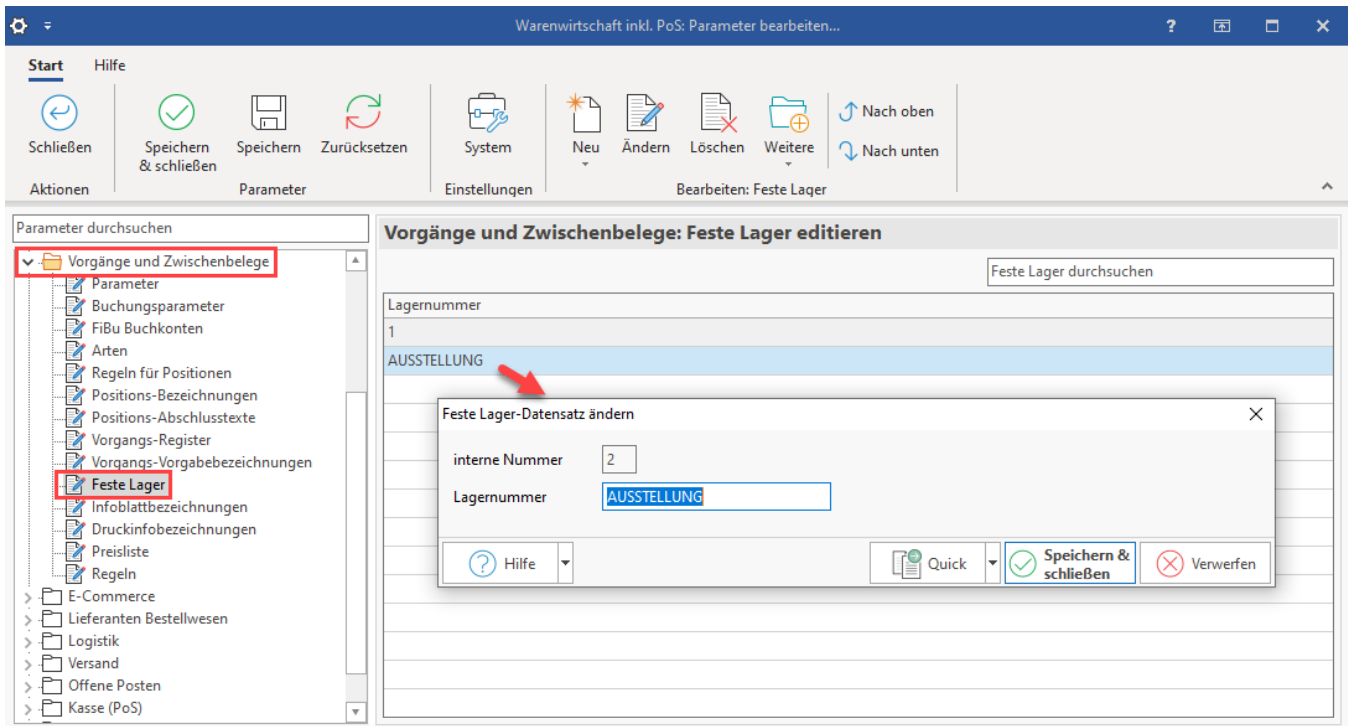 Warenwirtschaft inkl. PoS: Parameter bearbeiten...
?
Start Hilfe
Schließen
Speichern
& schließen
Speichern
Zurücksetzen
System
Neu
Ändern
Löschen
Weitere
Nach oben
Nach unten
Aktionen
Parameter
Einstellungen
Bearbeiten: Feste Lager
Parameter durchsuchen
Vorgänge und Zwischenbelege
Parameter
Buchungsparameter
FiBu Buchkonten
Arten
Regeln für Positionen
Positions-Bezeichnungen
Positions-Abschlusstexte
Vorgangs-Register
Vorgangs-Vorgabebezeichnungen
Feste Lager
Infoblattbezeichnungen
Druckinfobezeichnungen
Preisliste
Regeln
E-Commerce
Lieferanten Bestellwesen
Logistik
Versand
Offene Posten
Kasse (PoS)
Vorgänge und Zwischenbelege: Feste Lager editieren
Feste Lager durchsuchen
Lagernummer
1
AUSSTELLUNG
Feste Lager-Datensatz ändern
interne Nummer 2
Lagernummer AUSSTELLUNG
? Hilfe
Quick
Speichern &
schließen
Verwerfen